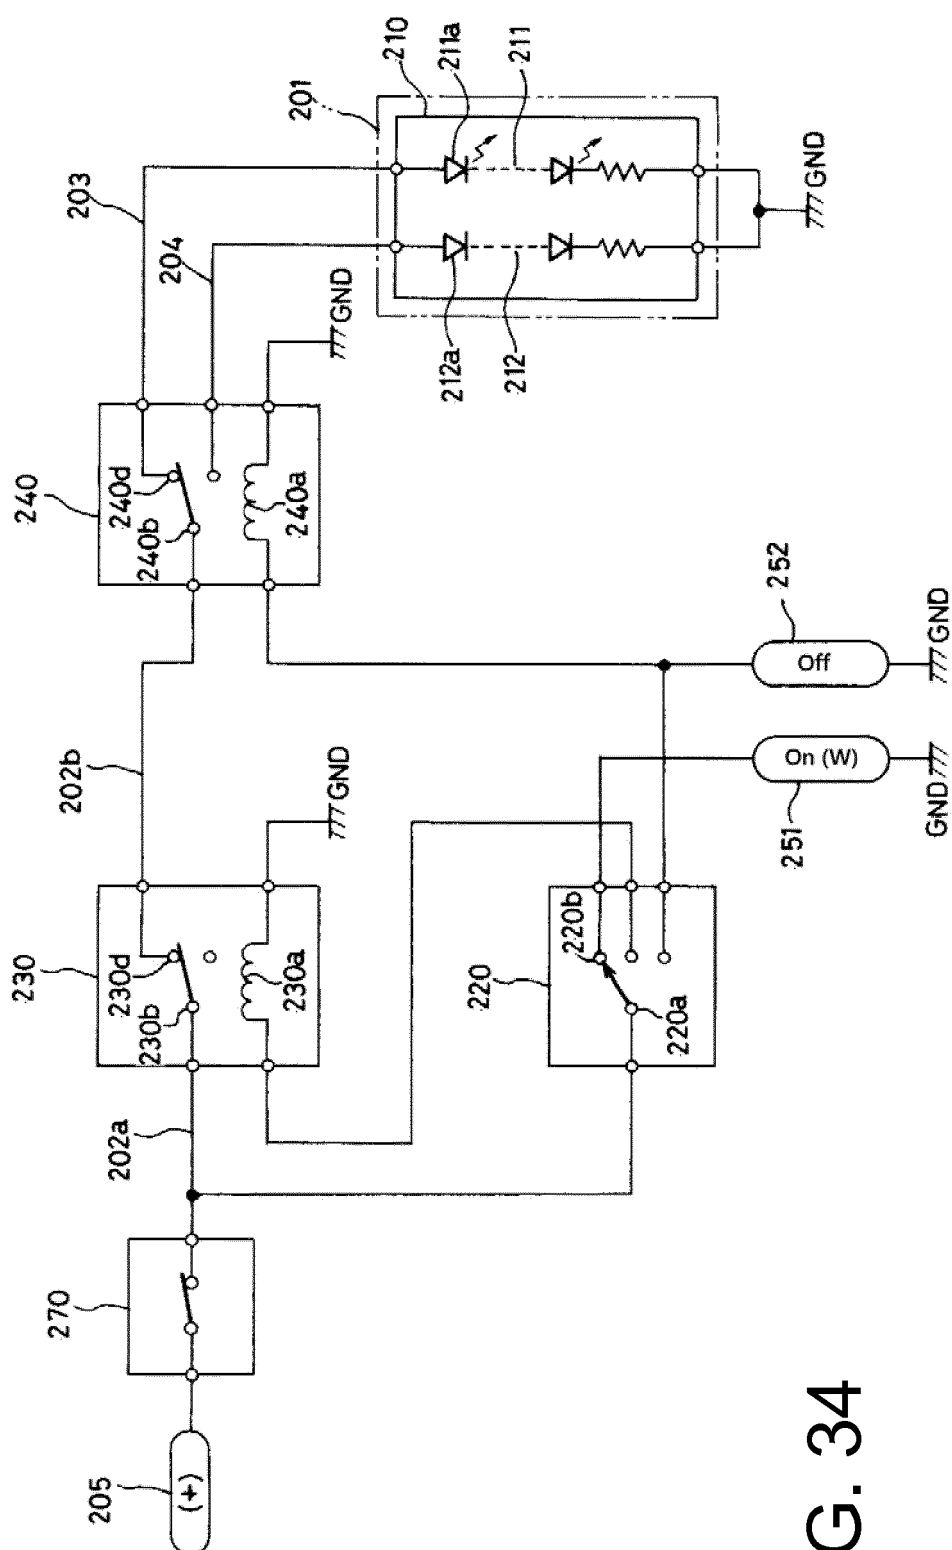 230
240
270
202b
203
205
202a
230d
240d
230b
240b
204
(+)
230a
240a
201
GND
GND
210
212a
211a
220
212
211
220b
220a
251
252
On (W)
Off
GND
G. 34
GND
GND